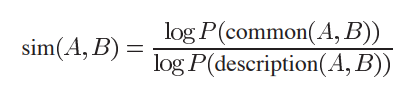 sim(A, B) = log P(common(A, B)) / log P(description(A, B))